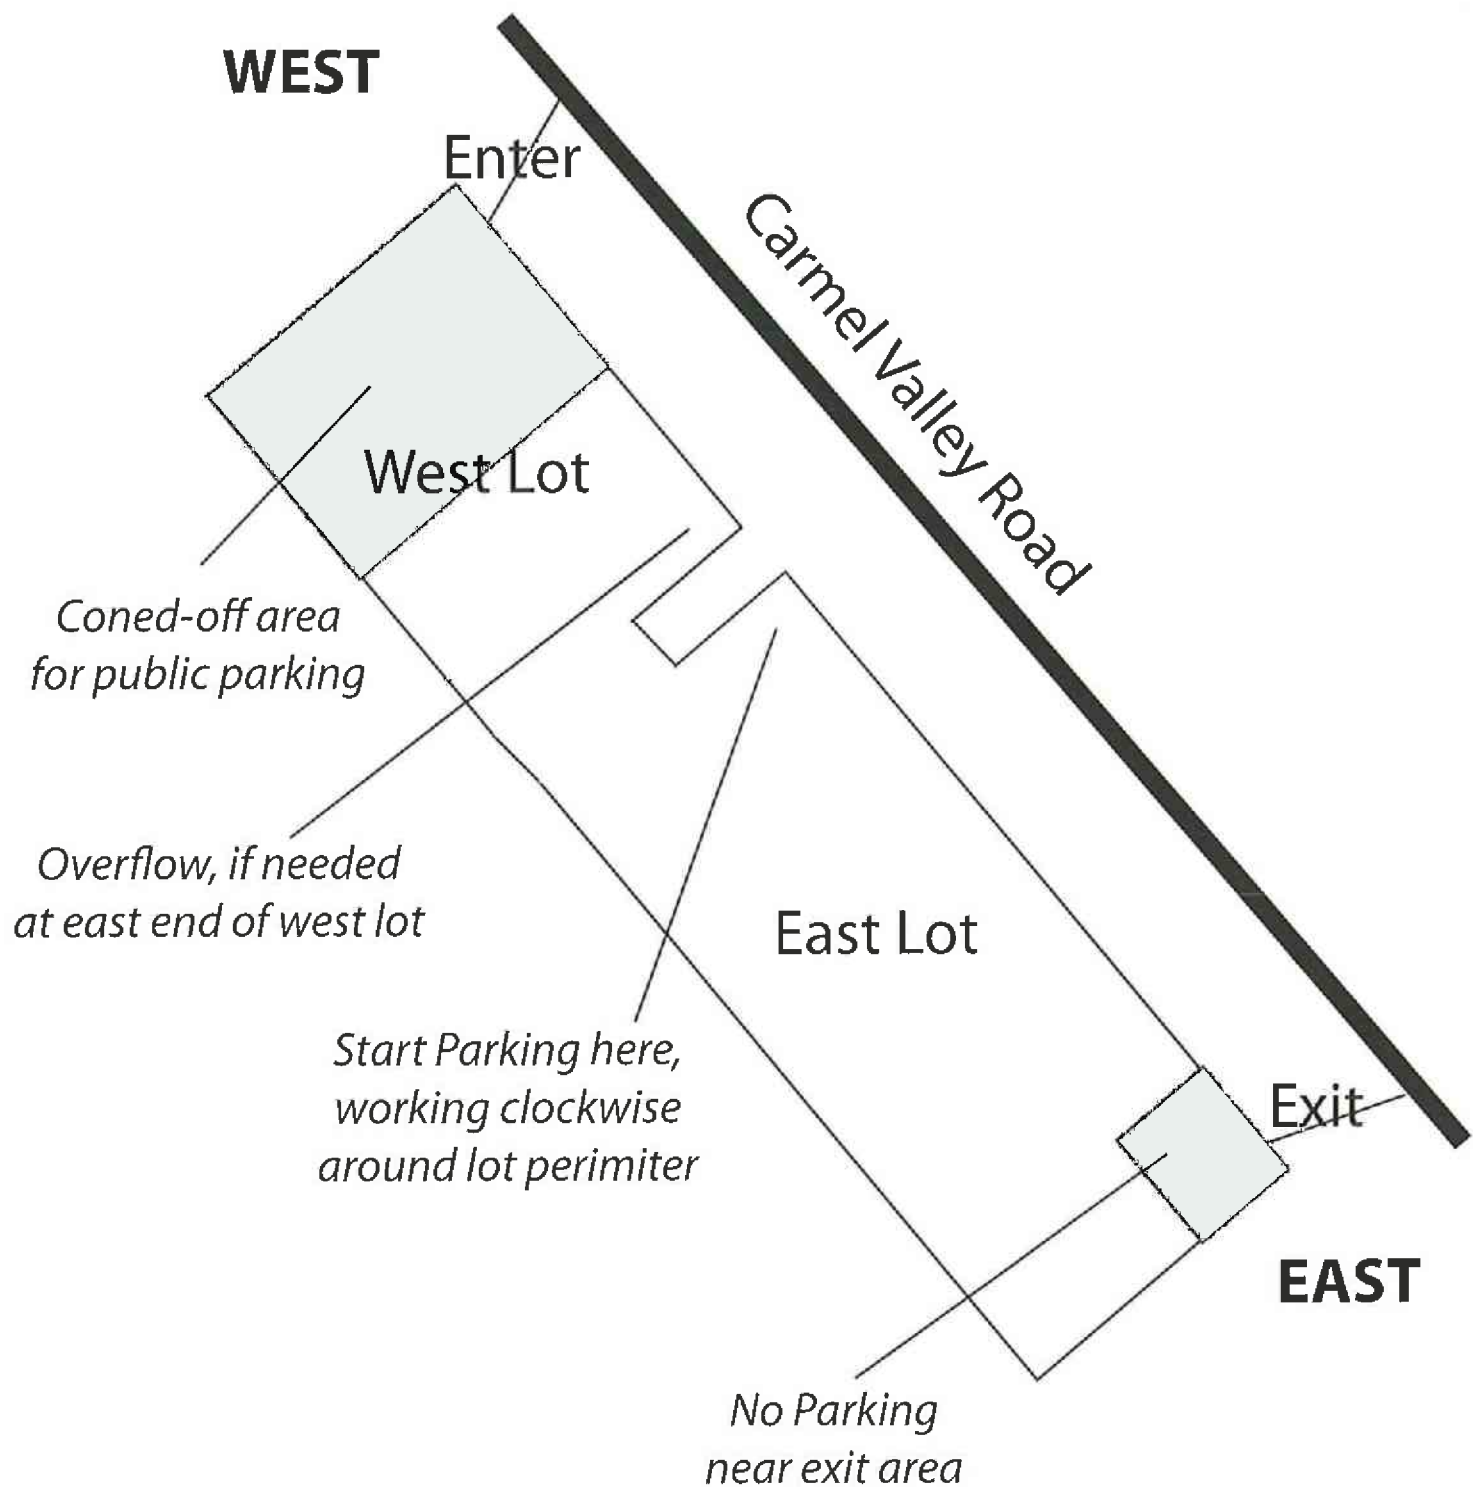 WEST
Enter
Carmel Valley Road
West Lot
Coned-off area
for public parking
Overflow, if needed
at east end of west lot
East Lot
Start Parking here,
working clockwise
around lot perimiter
Exit
EAST
No Parking
near exit area